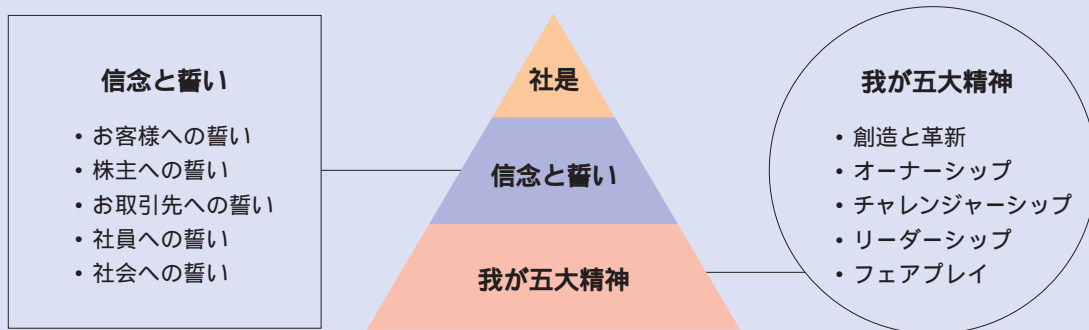 信念と誓い
• お客様への誓い
• 株主への誓い
• お取引先への誓い
• 社員への誓い
• 社会への誓い
社是
信念と誓い
我が五大精神
我が五大精神
• 創造と革新
• オーナーシップ
• チャレンジャーシップ
• リーダーシップ
• フェアプレイ